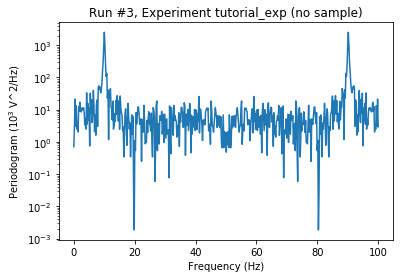 Run #3, Experiment tutorial_exp (no sample)
Periodogram (10³ V^2/Hz)
10³
10²
10¹
10⁰
10⁻¹
10⁻²
10⁻³
0 20 40 60 80 100
Frequency (Hz)